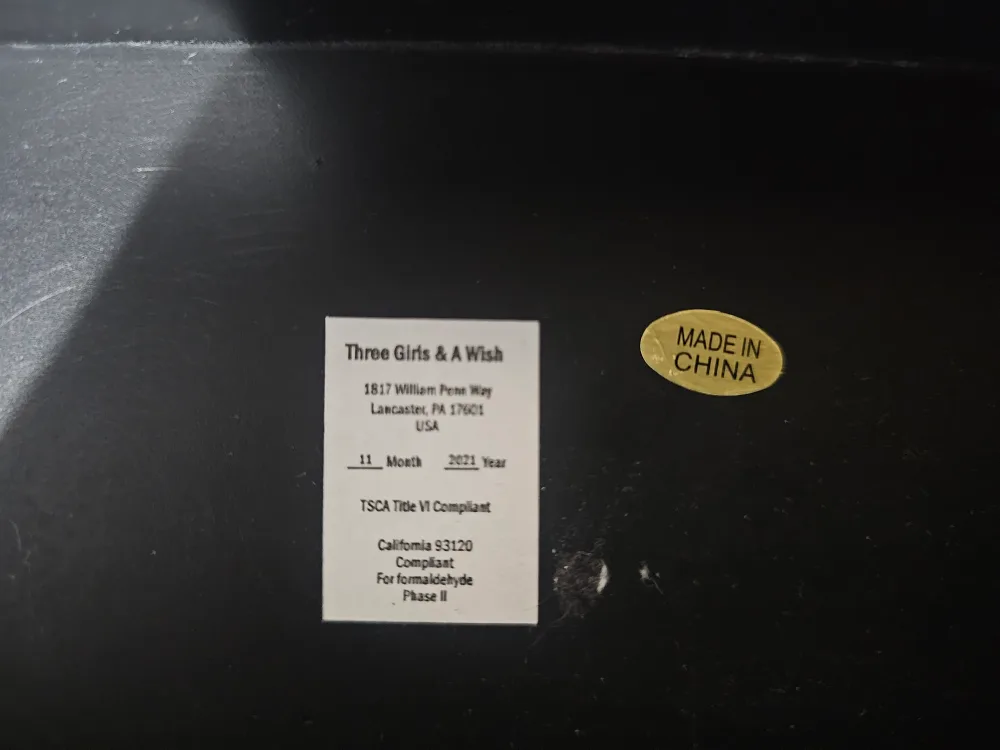 Three Girls & A Wish
1817 William Penn Way
Lancaster, PA 17601
USA
11 Month 2021 Year
TSCA Title VI Compliant
California 93120
Compliant
For formaldehyde
Phase II
MADE IN
CHINA